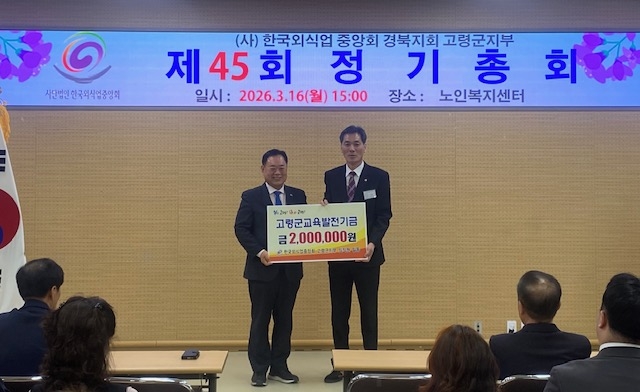 (사) 한국외식업 중앙회 경북지회 고령군지부
제45회 정 기 총 회
사단법인 한국외식업중앙회
일시 : 2026.3.16(월) 15:00 장소 : 노인복지센터
고령군교육발전기금
금 2,000,000원